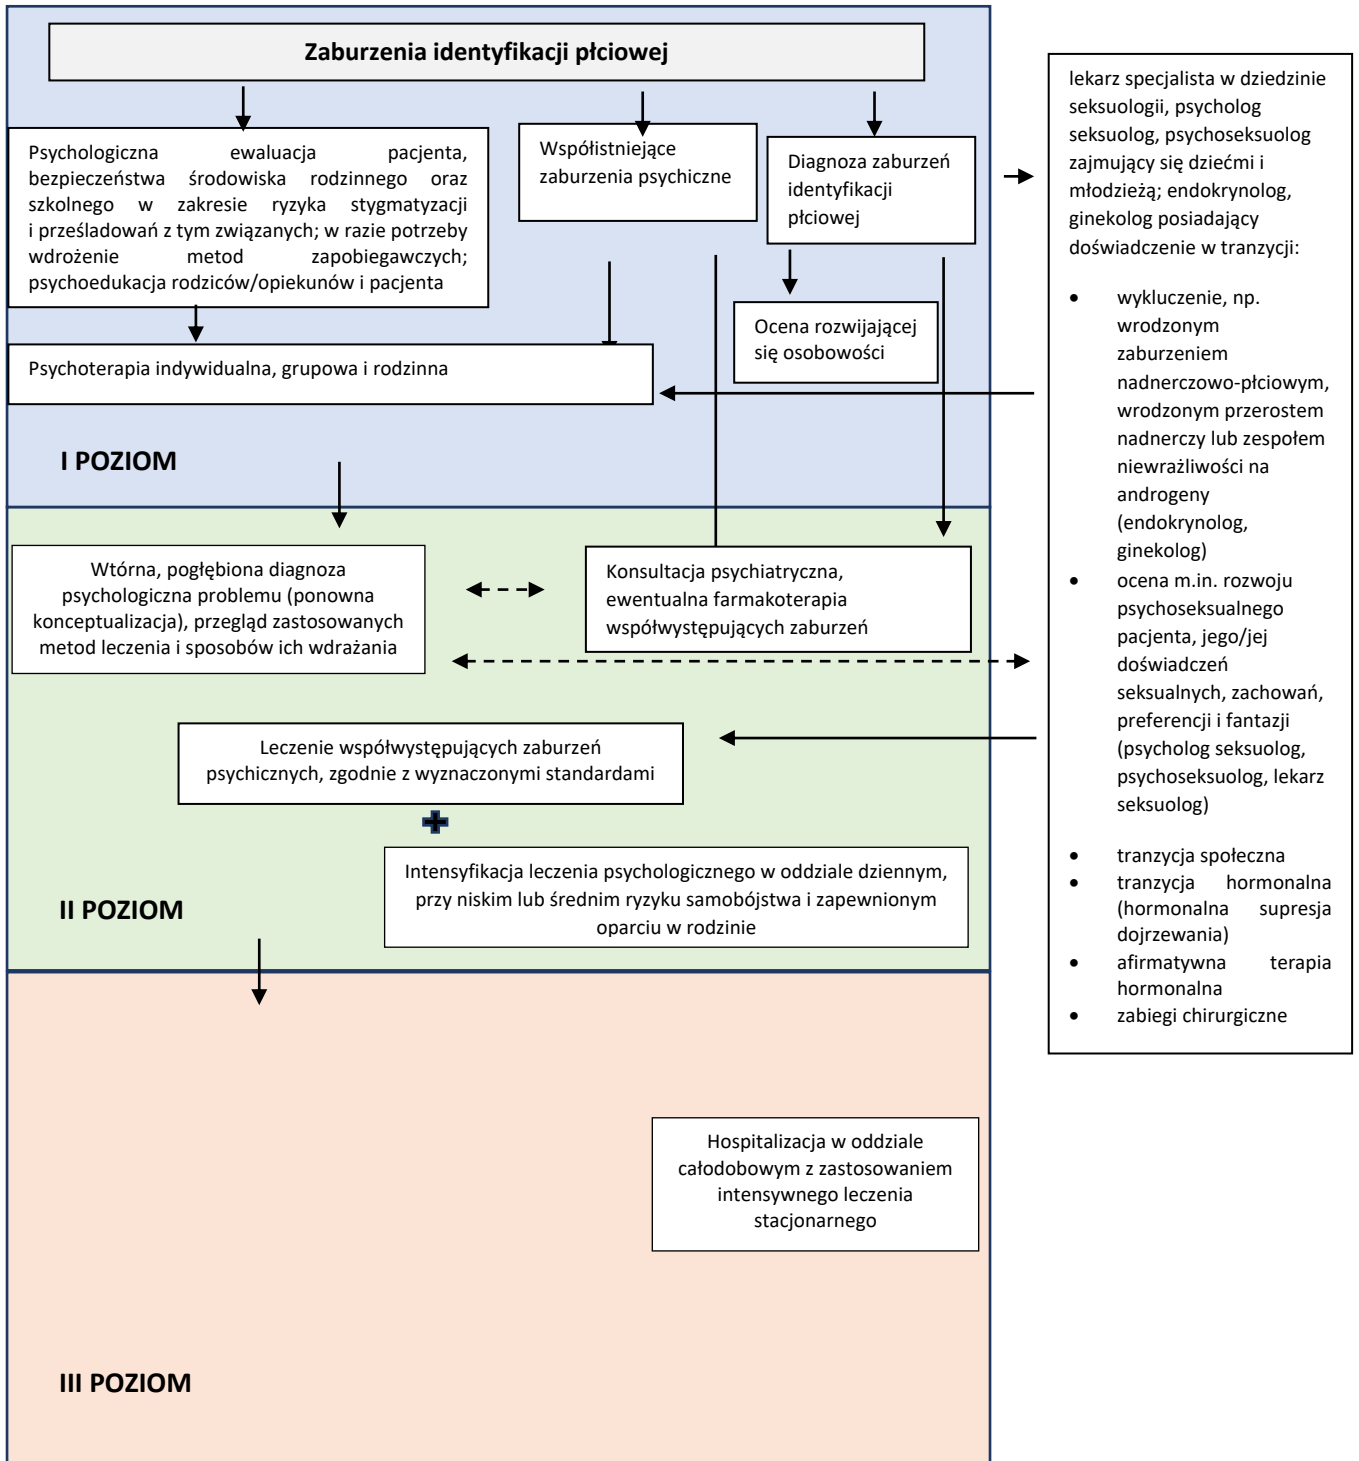 Zaburzenia identyfikacji płciowej
Psychologiczna ewaluacja pacjenta,
bezpieczeństwa środowiska rodzinnego oraz
szkolnego w zakresie ryzyka stygmatyzacji
i prześladowań z tym związanych; w razie potrzeby
wdrożenie metod zapobiegawczych;
psychoedukacja rodziców/opiekunów i pacjenta
Współistniejące
zaburzenia psychiczne
Diagnoza zaburzeń
identyfikacji
płciowej
Ocena rozwijającej
się osobowości
Psychoterapia indywidualna, grupowa i rodzinna
I POZIOM
Wtórna, pogłębiona diagnoza
psychologiczna problemu (ponowna
konceptualizacja), przegląd zastosowanych
metod leczenia i sposobów ich wdrażania
Konsultacja psychiatryczna,
ewentualna farmakoterapia
współwystępujących zaburzeń
Leczenie współwystępujących zaburzeń
psychicznych, zgodnie z wyznaczonymi standardami
Intensyfikacja leczenia psychologicznego w oddziale dziennym,
przy niskim lub średnim ryzyku samobójstwa i zapewnionym
oparciu w rodzinie
II POZIOM
Hospitalizacja w oddziale
całodobowym z zastosowaniem
intensywnego leczenia
stacjonarnego
III POZIOM
lekarz specjalista w dziedzinie
seksuologii, psycholog
seksuolog, psychoseksuolog
zajmujący się dziećmi i
młodzieżą; endokrynolog,
ginekolog posiadający
doświadczenie w tranzycji:
• wykluczenie, np.
wrodzonym
zaburzeniem
nadnerczowo-płciowym,
wrodzonym przerostem
nadnerczy lub zespołem
niewrażliwości na
androgeny
(endokrynolog,
ginekolog)
• ocena m.in. rozwoju
psychoseksualnego
pacjenta, jego/jej
doświadczeń
seksualnych, zachowań,
preferencji i fantazji
(psycholog seksuolog,
psychoseksuolog, lekarz
seksuolog)
• tranzycja społeczna
• tranzycja hormonalna
(hormonalna supresja
dojrzewania)
• afirmatywna terapia
hormonalna
• zabiegi chirurgiczne